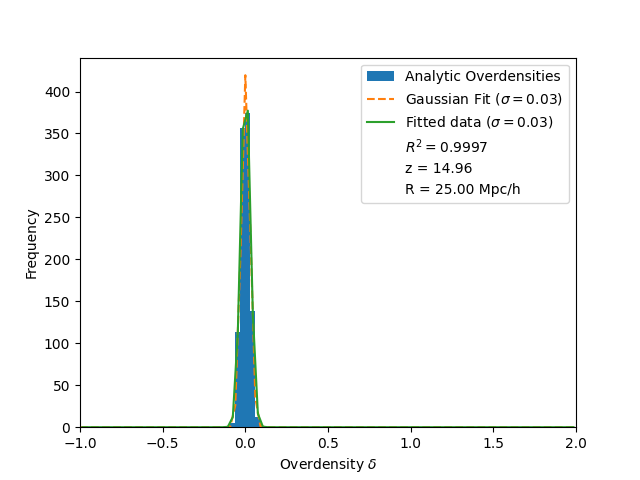 Analytic Overdensities
Gaussian Fit (σ = 0.03)
Fitted data (σ = 0.03)
R² = 0.9997
z = 14.96
R = 25.00 Mpc/h
Frequency
400
350
300
250
200
150
100
50
0
−1.0 −0.5 0.0 0.5 1.0 1.5 2.0
Overdensity δ